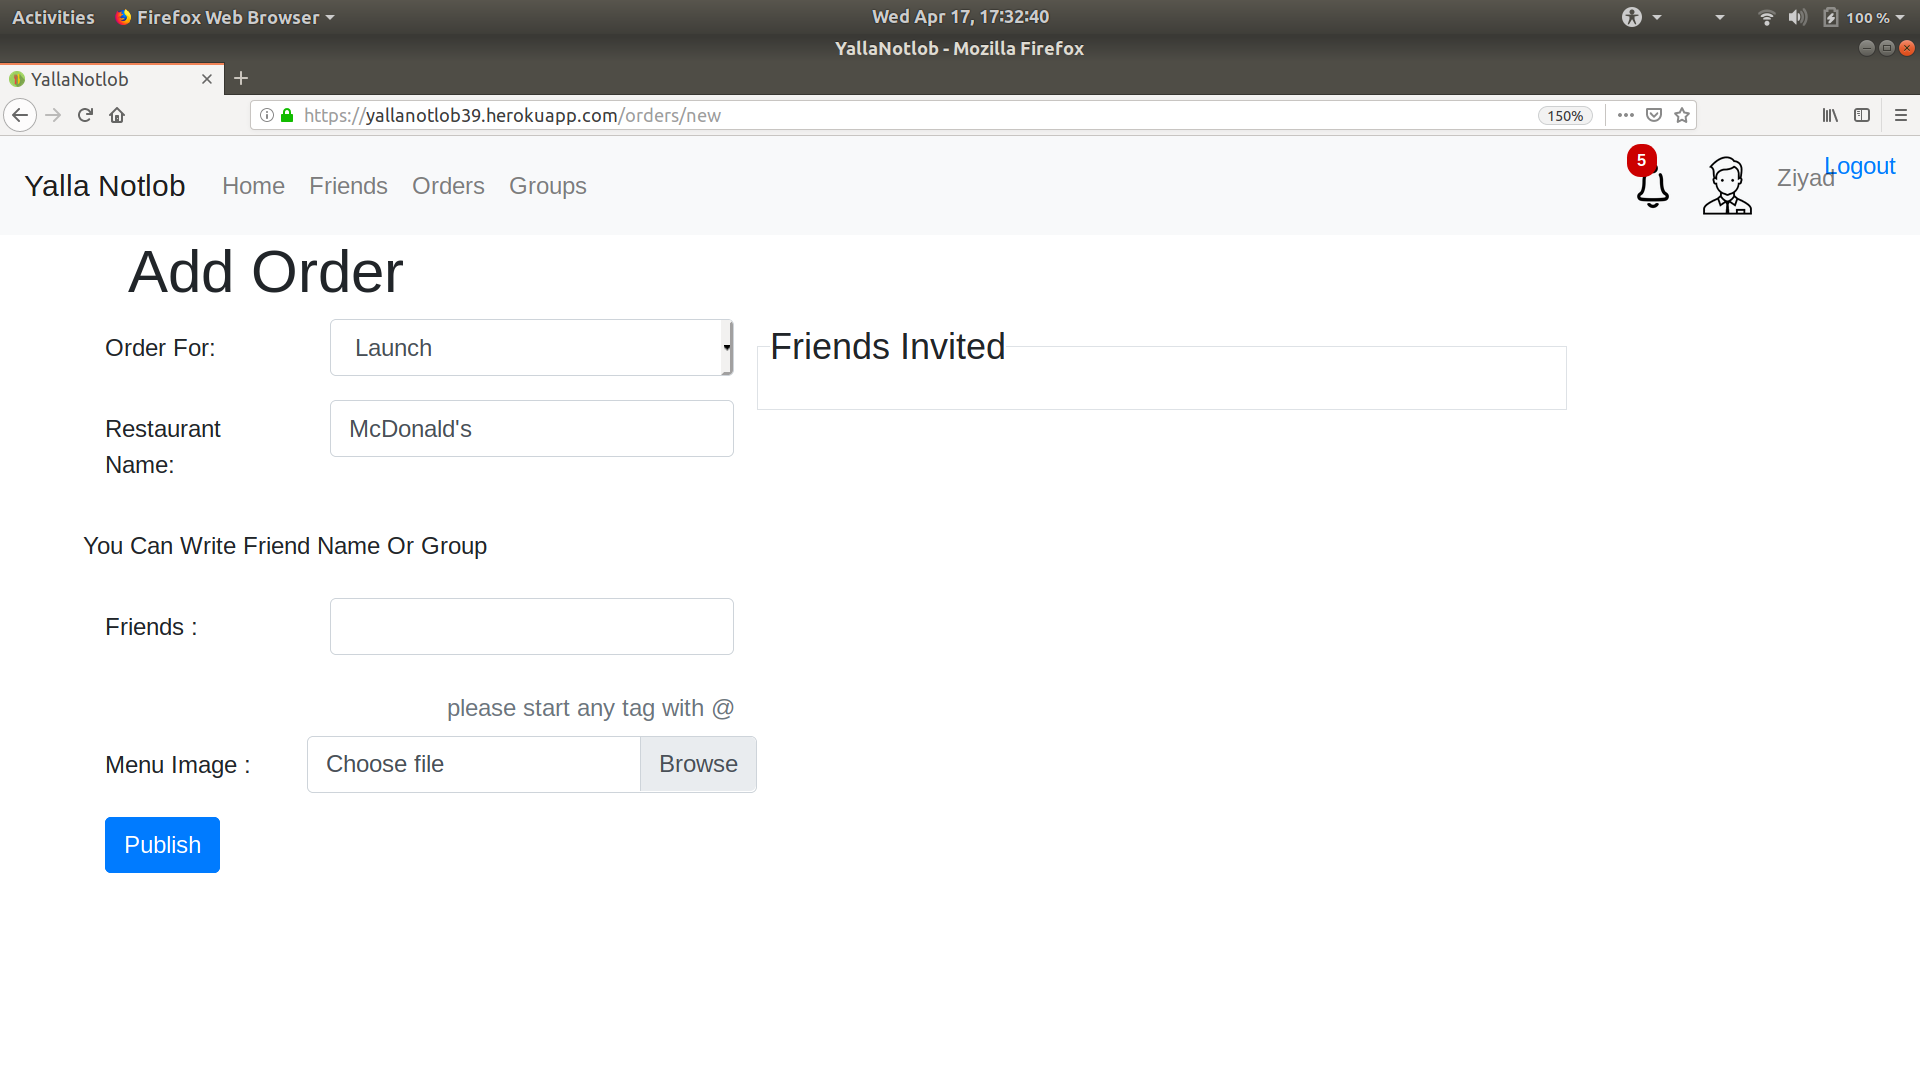 Activities Firefox Web Browser Wed Apr 17, 17:32:40 100 %
YallaNotlob - Mozilla Firefox
YallaNotlob
https://yallanotlob39.herokuapp.com/orders/new 150%
Yalla Notlob Home Friends Orders Groups 5 Ziyad Logout
Add Order
Order For: Launch Friends Invited
Restaurant Name: McDonald's
You Can Write Friend Name Or Group
Friends :
please start any tag with @
Menu Image : Choose file Browse
Publish